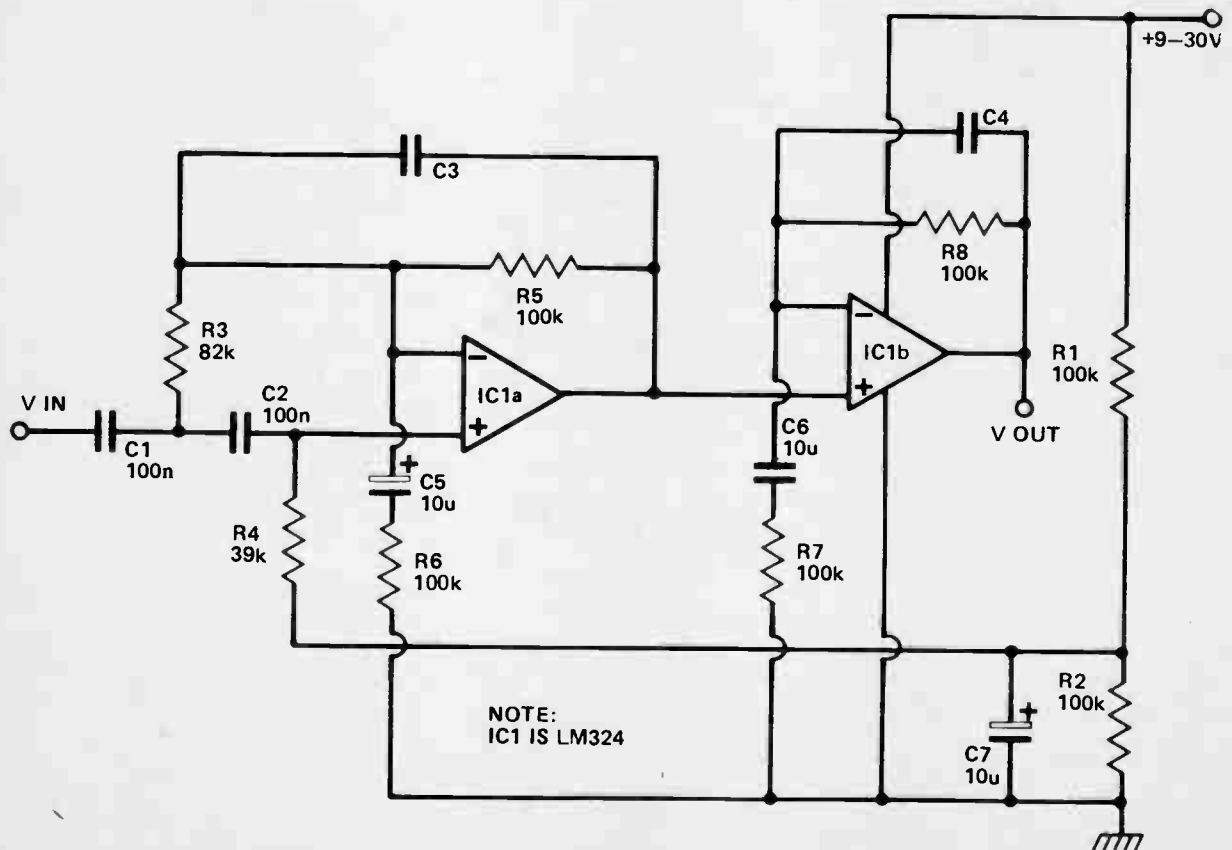 +9-30V
C4
C3
R8
100k
R5
100k
R3
82k
IC1a
IC1b
R1
100k
V IN
C2
100n
C1
100n
V OUT
C6
10u
C5
10u
R4
39k
R6
100k
R7
100k
R2
100k
NOTE:
IC1 IS LM324
C7
10u